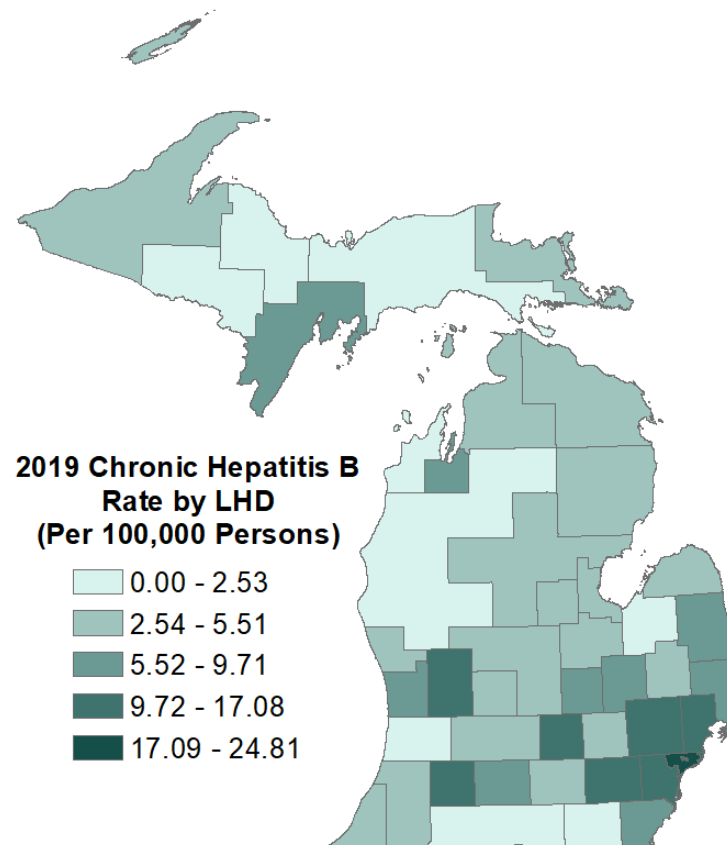 2019 Chronic Hepatitis B
Rate by LHD
(Per 100,000 Persons)
0.00 - 2.53
2.54 - 5.51
5.52 - 9.71
9.72 - 17.08
17.09 - 24.81